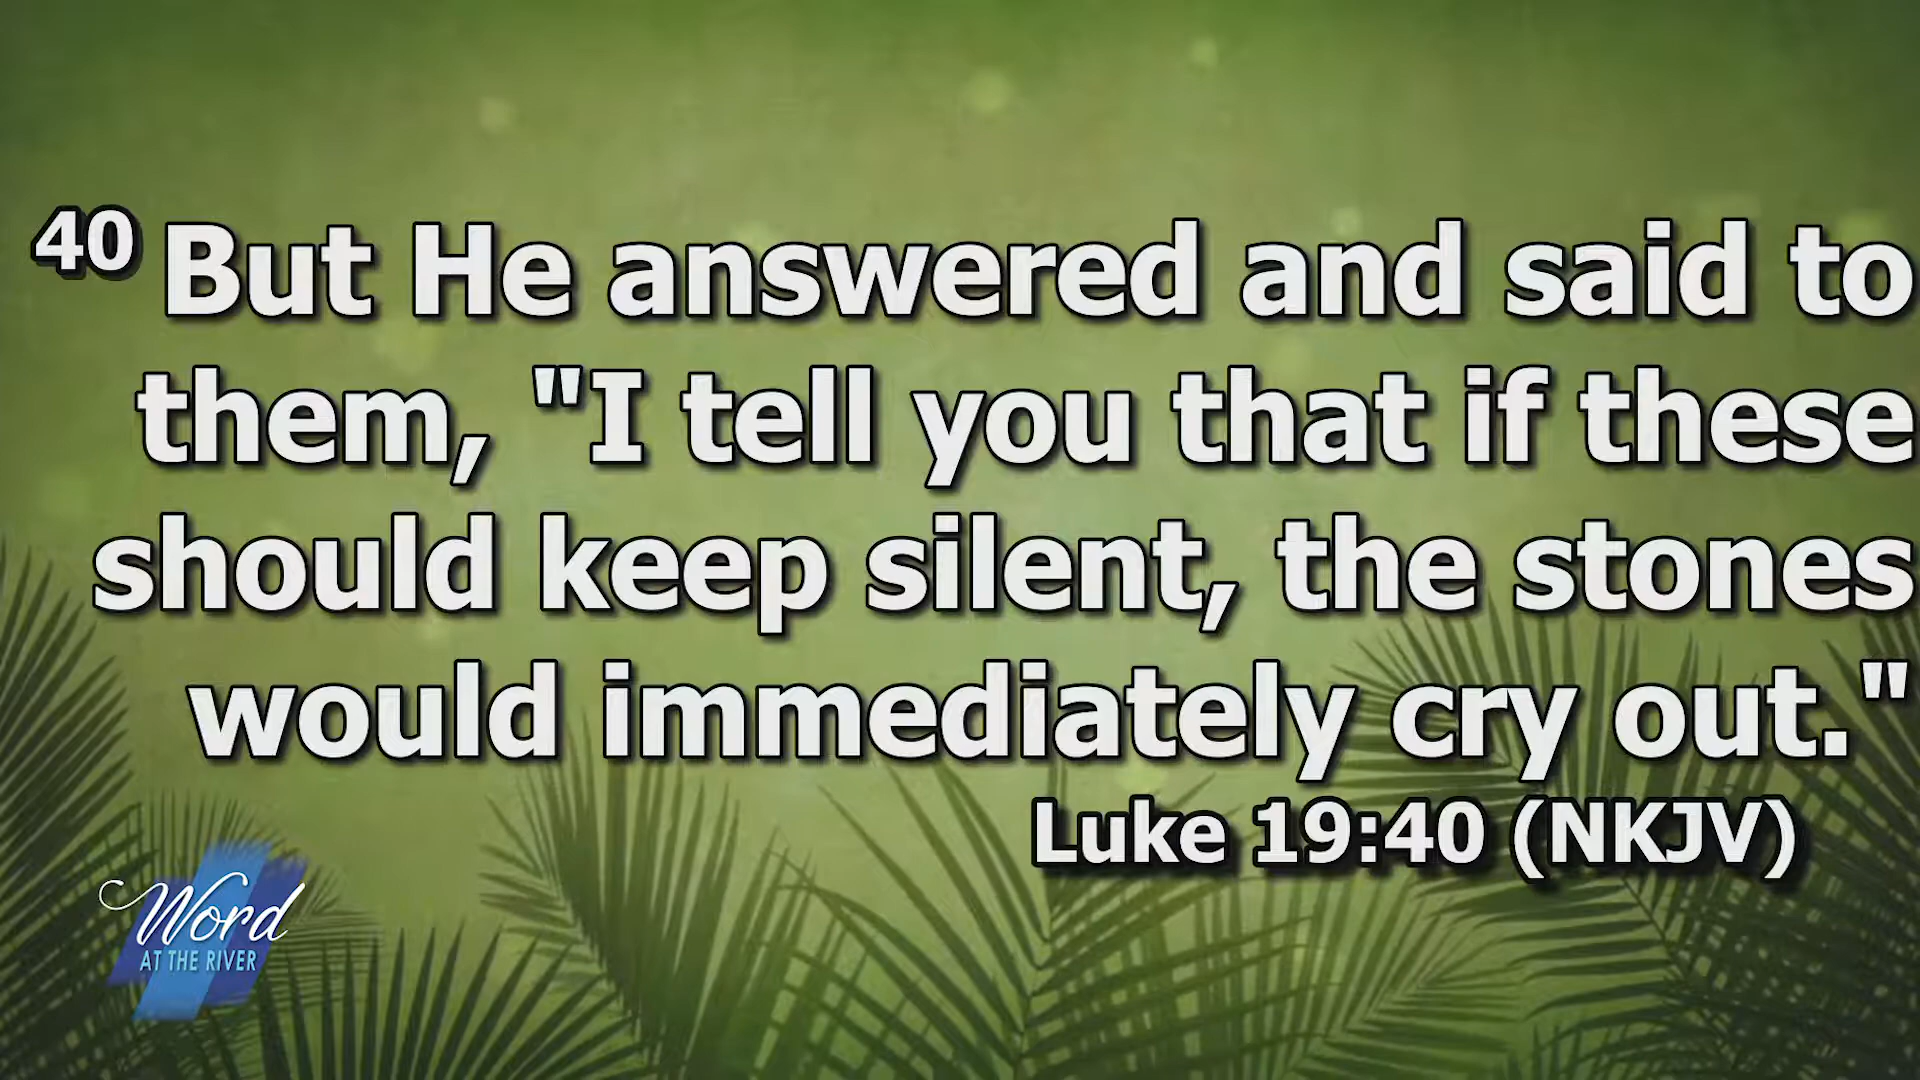 40 But He answered and said to
them, "I tell you that if these
should keep silent, the stones
would immediately cry out."
Luke 19:40 (NKJV)
Word
AT THE RIVER